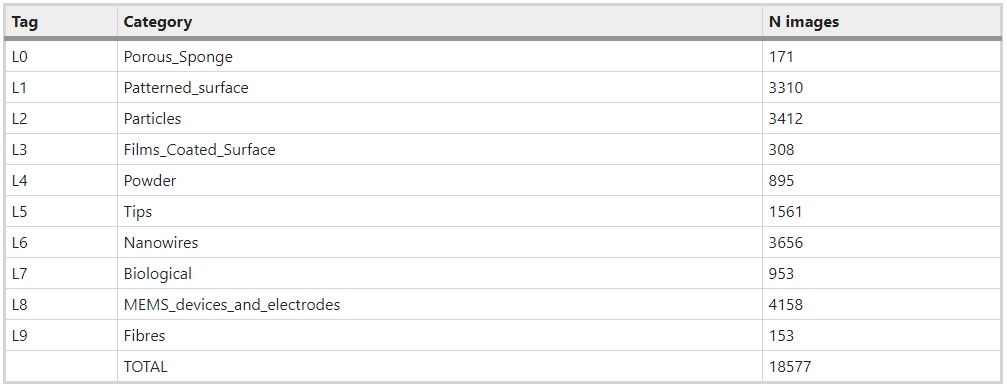 Tag Category N images
L0 Porous_Sponge 171
L1 Patterned_surface 3310
L2 Particles 3412
L3 Films_Coated_Surface 308
L4 Powder 895
L5 Tips 1561
L6 Nanowires 3656
L7 Biological 953
L8 MEMS_devices_and_electrodes 4158
L9 Fibres 153
TOTAL 18577